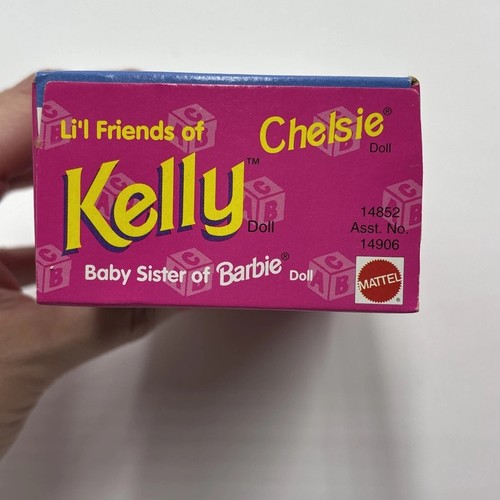 Li'l Friends of
Chelsie®
Doll
Kelly™
Doll
14852
Asst. No.
14906
Baby Sister of Barbie® Doll
MATTEL
®
A
C
B